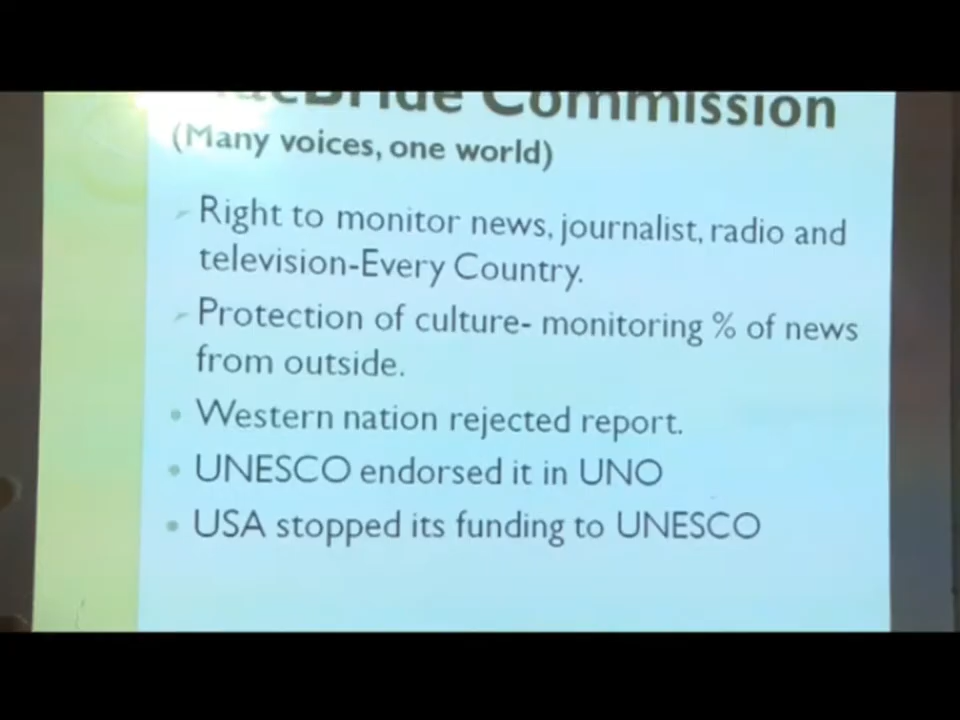 MacBride Commission
(Many voices, one world)
Right to monitor news, journalist, radio and
television-Every Country.
Protection of culture- monitoring % of news
from outside.
Western nation rejected report.
UNESCO endorsed it in UNO
USA stopped its funding to UNESCO